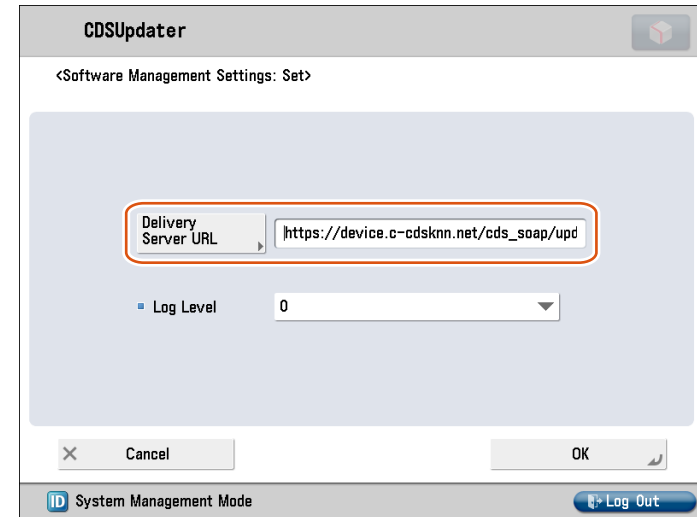 CDSUpdater
<Software Management Settings: Set>
Delivery
Server URL
https://device.c-cdsknn.net/cds_soap/upd
Log Level
0
Cancel
OK
ID System Management Mode
Log Out